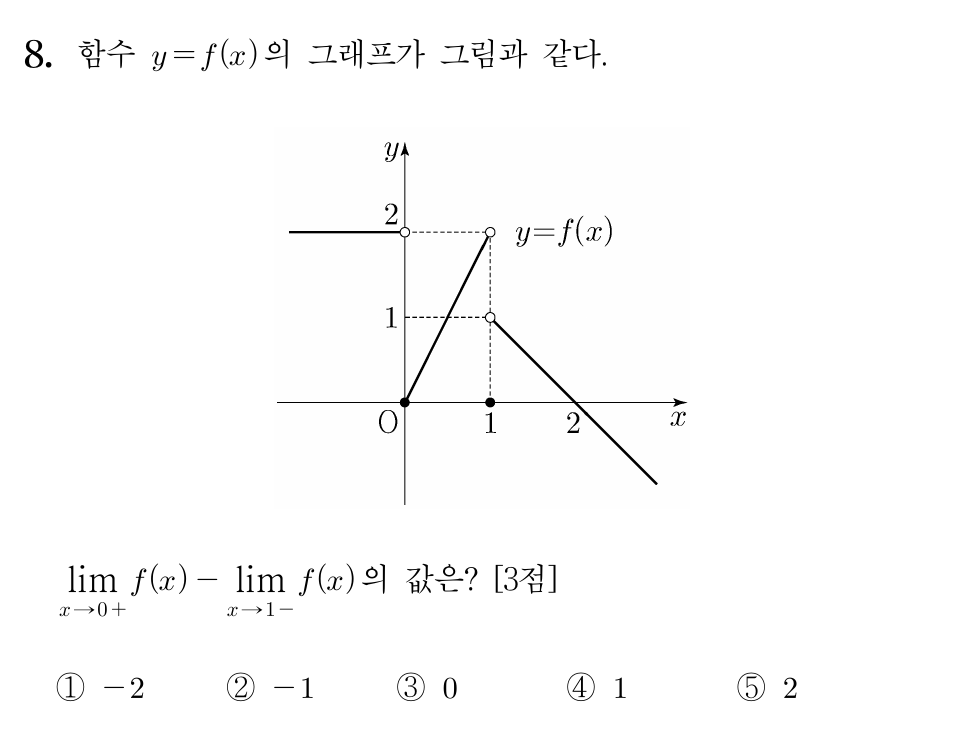 8. 함수 y=f(x)의 그래프가 그림과 같다.
y
2
y=f(x)
1
O 1 2 x
lim f(x) − lim f(x)의 값은? [3점]
x→0+ x→1−
① −2 ② −1 ③ 0 ④ 1 ⑤ 2